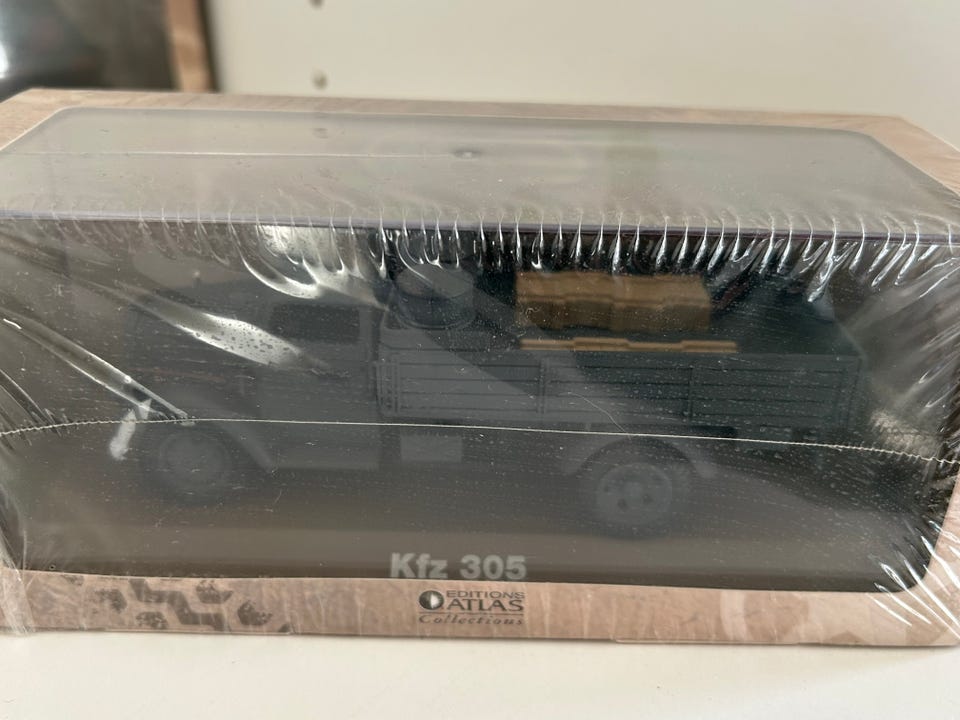 Kfz 305
EDITIONS
ATLAS
Collections